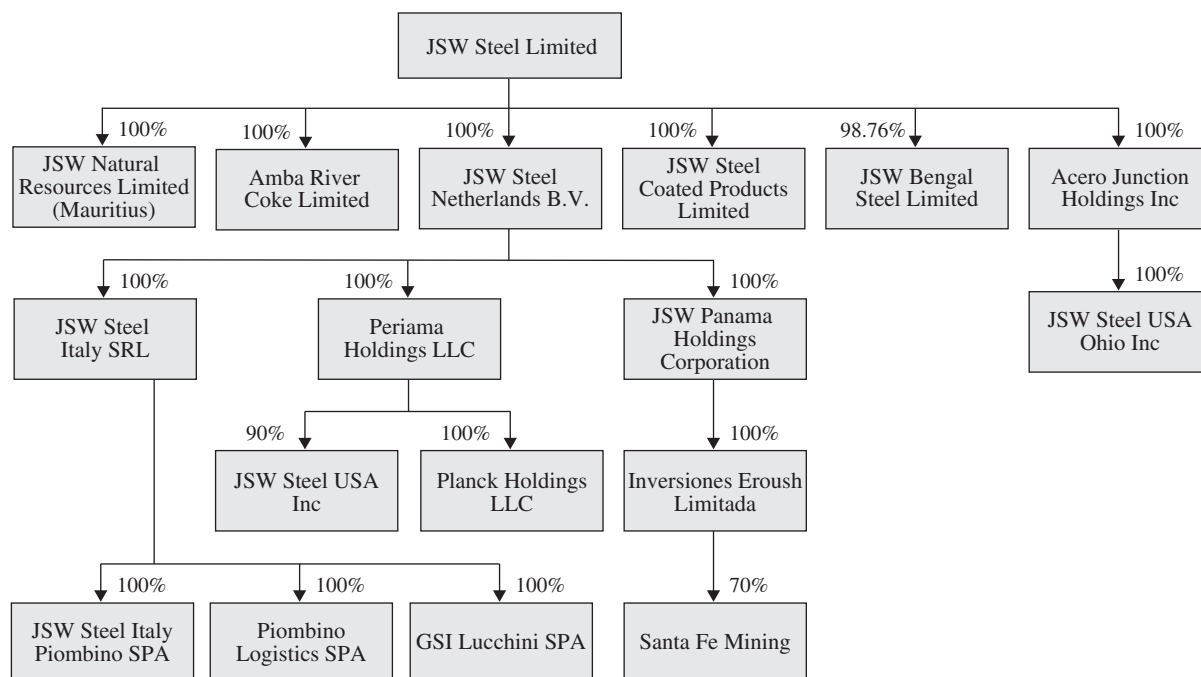 JSW Steel Limited
100%
100%
100%
100%
98.76%
100%
JSW Natural
Resources Limited
(Mauritius)
Amba River
Coke Limited
JSW Steel
Netherlands B.V.
JSW Steel
Coated Products
Limited
JSW Bengal
Steel Limited
Acero Junction
Holdings Inc
100%
100%
100%
100%
JSW Steel
Italy SRL
Periama
Holdings LLC
JSW Panama
Holdings
Corporation
JSW Steel USA
Ohio Inc
90%
100%
100%
JSW Steel USA
Inc
Planck Holdings
LLC
Inversiones Eroush
Limitada
100%
100%
100%
70%
JSW Steel Italy
Piombino SPA
Piombino
Logistics SPA
GSI Lucchini SPA
Santa Fe Mining